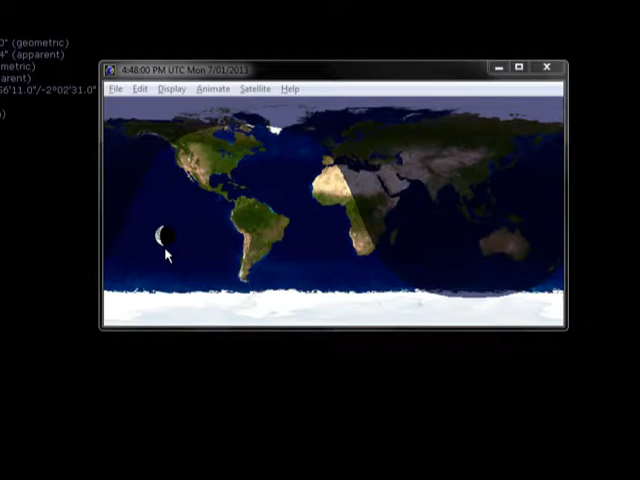 0" (geometric)
4" (apparent)
metric)
arent)
56'11.0"/-2°02'31.0"
)
4:48:00 PM UTC Mon 7/01/2013
File Edit Display Animate Satellite Help